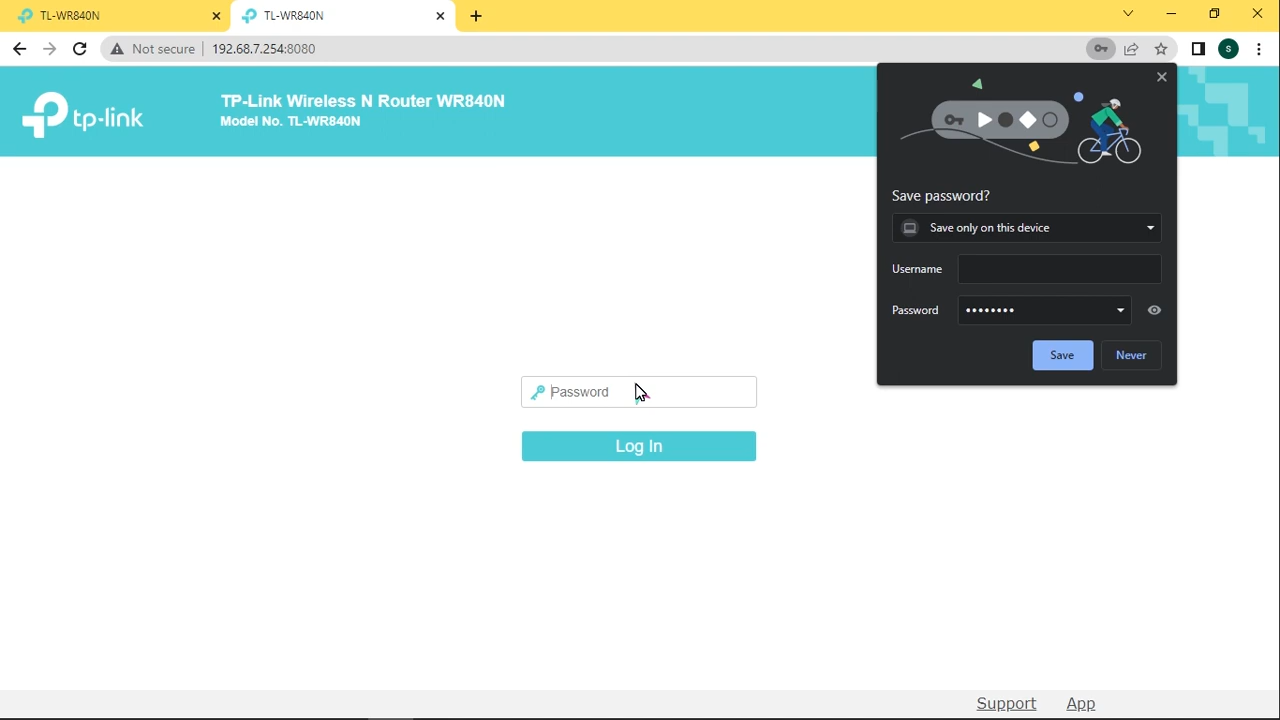 TL-WR840N
TL-WR840N
Not secure
192.68.7.254:8080
S
tp-link
TP-Link Wireless N Router WR840N
Model No. TL-WR840N
Save password?
Save only on this device
Username
Password ••••••••
Save Never
Password
Log In
Support App